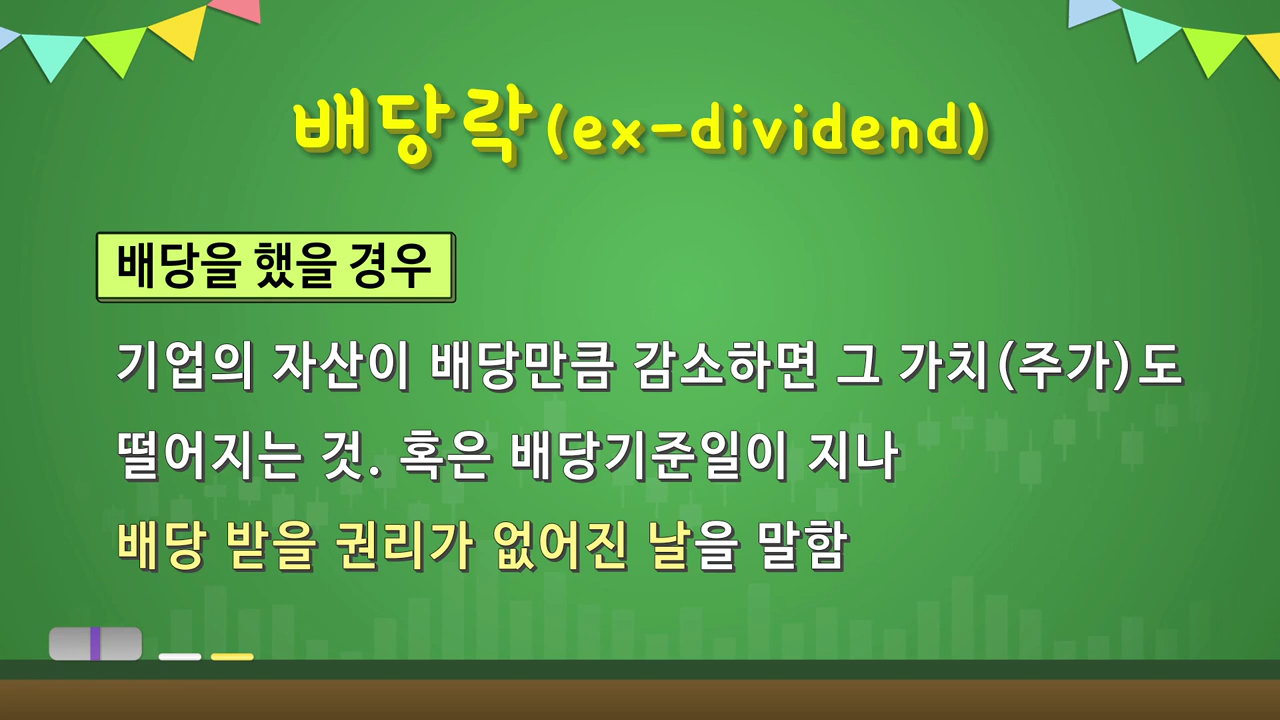 배당락(ex-dividend)
배당을 했을 경우
기업의 자산이 배당만큼 감소하면 그 가치(주가)도
떨어지는 것. 혹은 배당기준일이 지나
배당 받을 권리가 없어진 날을 말함